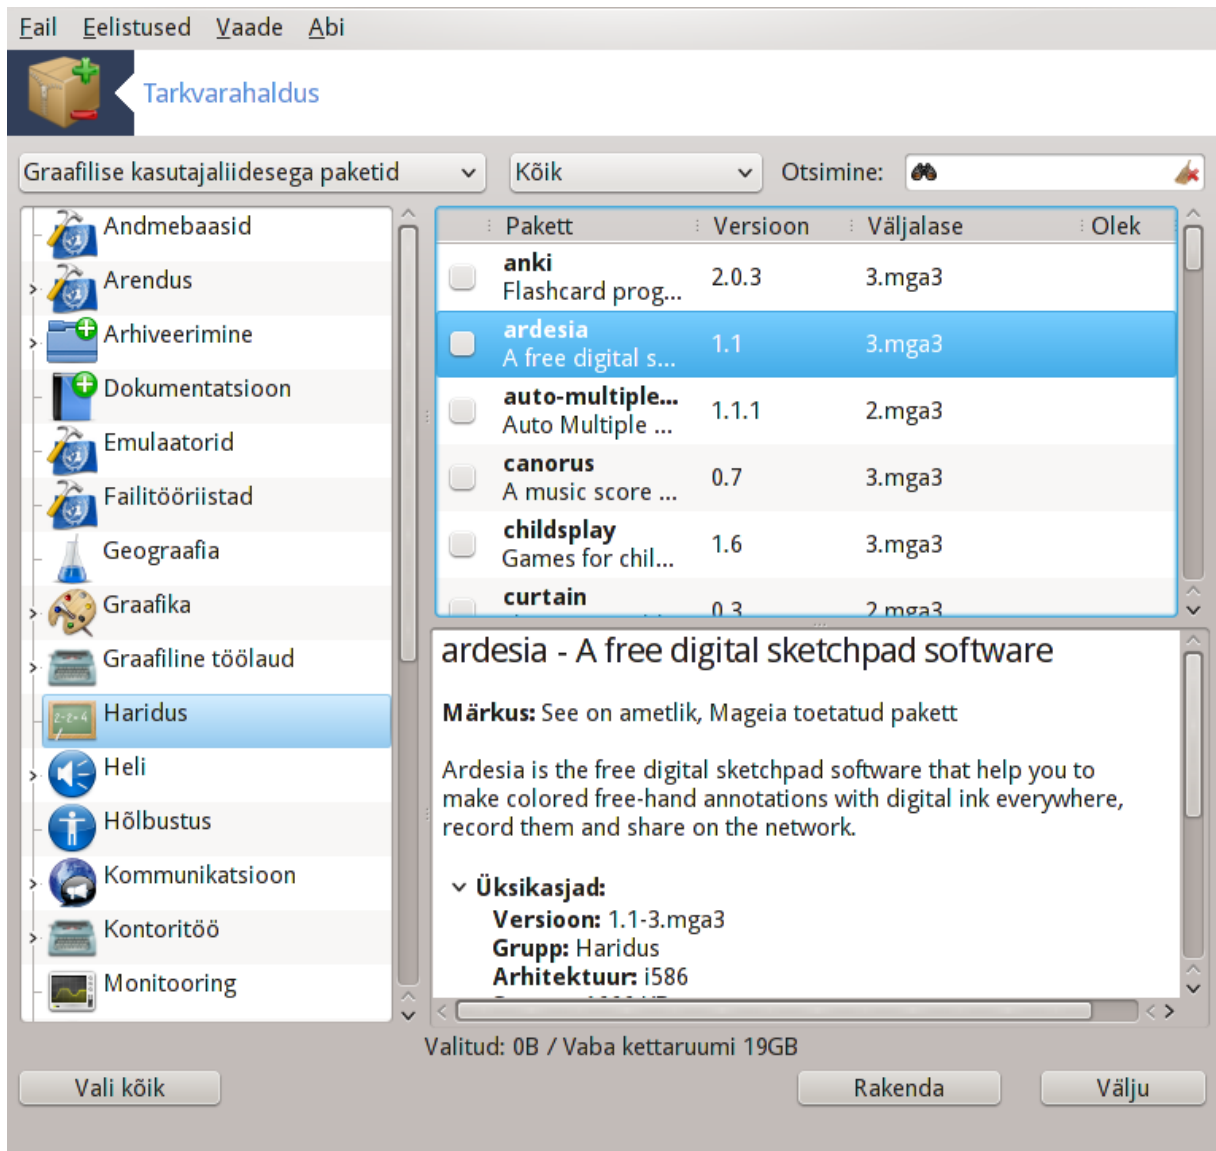 Fail Eelistused Vaade Abi
Tarkvarahaldus
Graafilise kasutajaliidesega paketid Kõik Otsimine:
Andmebaasid
Arendus
Arhiveerimine
Dokumentatsioon
Emulaatorid
Failitööriistad
Geograafia
Graafika
Graafiline töölaud
Haridus
Heli
Hõlbustus
Kommunikatsioon
Kontoritöö
Monitooring
Pakett Versioon Väljalase Olek
anki
Flashcard prog... 2.0.3 3.mga3
ardesia
A free digital s... 1.1 3.mga3
auto-multiple...
Auto Multiple ... 1.1.1 2.mga3
canorus
A music score ... 0.7 3.mga3
childsplay
Games for chil... 1.6 3.mga3
curtain
0.3 2.mga3
ardesia - A free digital sketchpad software
Märkus: See on ametlik, Mageia toetatud pakett
Ardesia is the free digital sketchpad software that help you to
make colored free-hand annotations with digital ink everywhere,
record them and share on the network.
Üksikasjad:
Versioon: 1.1-3.mga3
Grupp: Haridus
Arhitektuur: i586
Valitud: 0B / Vaba kettaruumi 19GB
Vali kõik Rakenda Välju